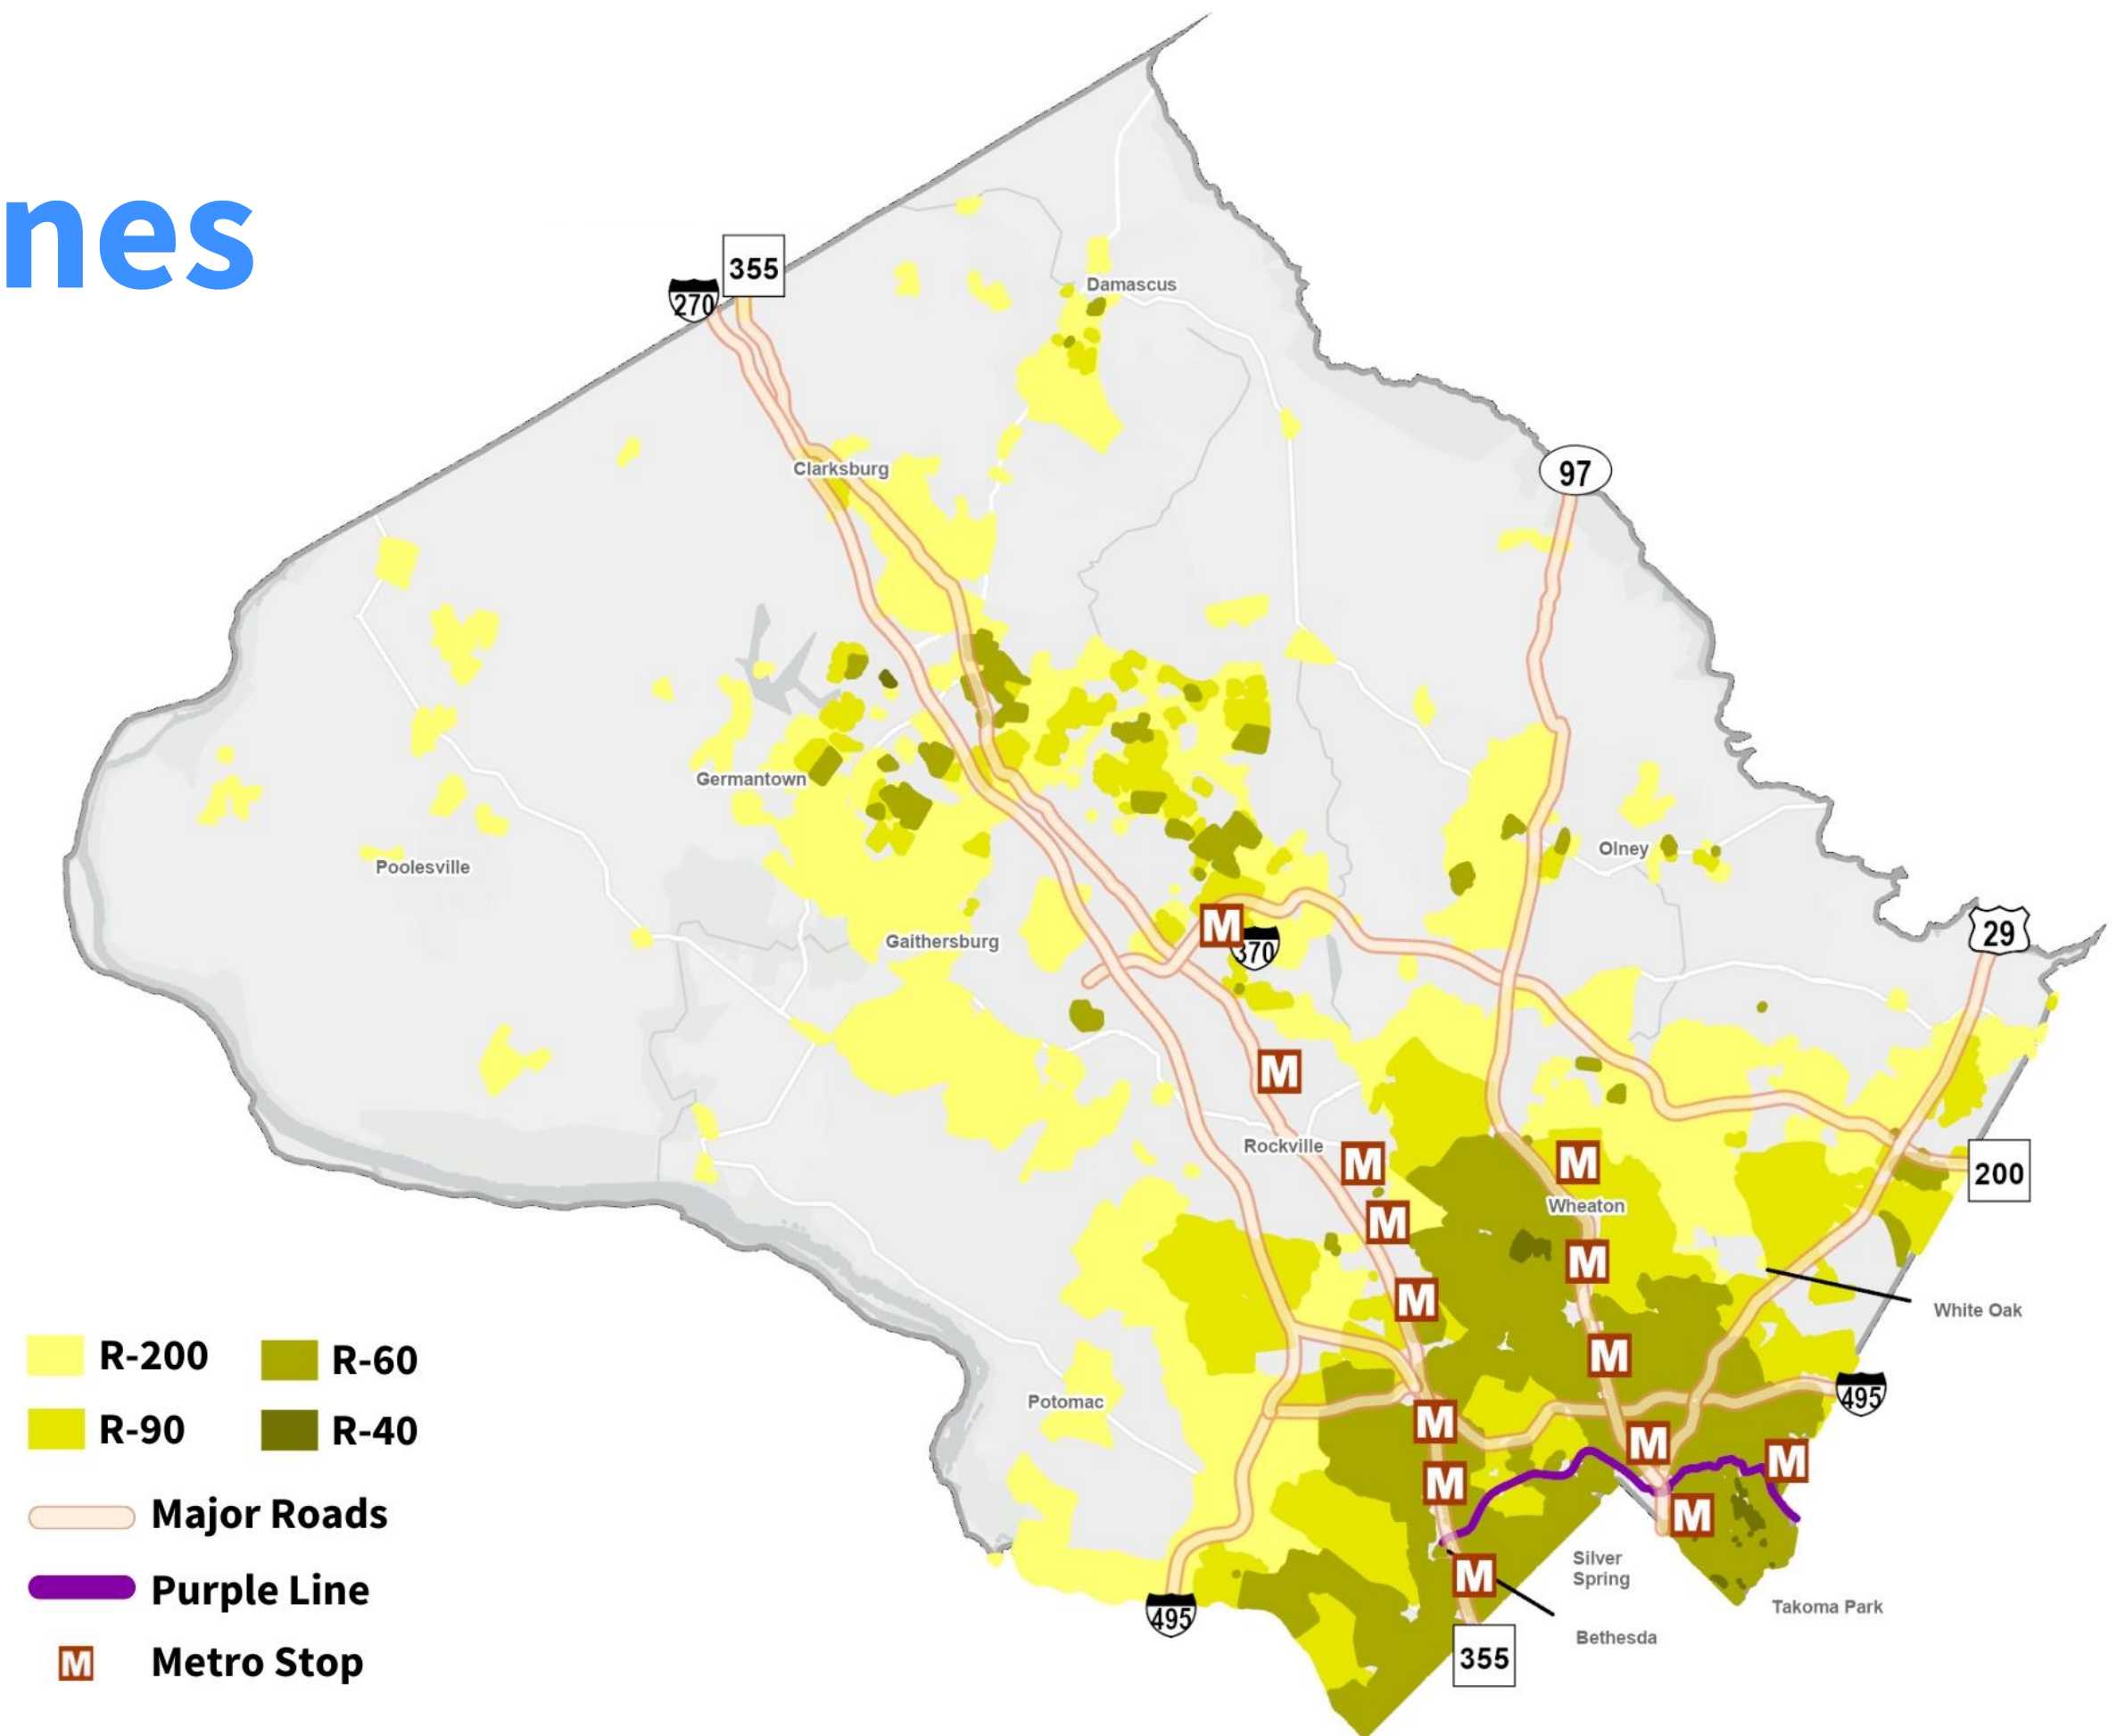 nes
355
270
Damascus
Clarksburg
97
Germantown
Olney
Poolesville
29
Gaithersburg
M
370
M
Rockville
M
M
200
Wheaton
M
M
M
White Oak
M
R-200
R-60
Potomac
495
R-90
R-40
M
M
M
M
Major Roads
M
Silver
Spring
Purple Line
M
Takoma Park
495
Bethesda
355
M
Metro Stop